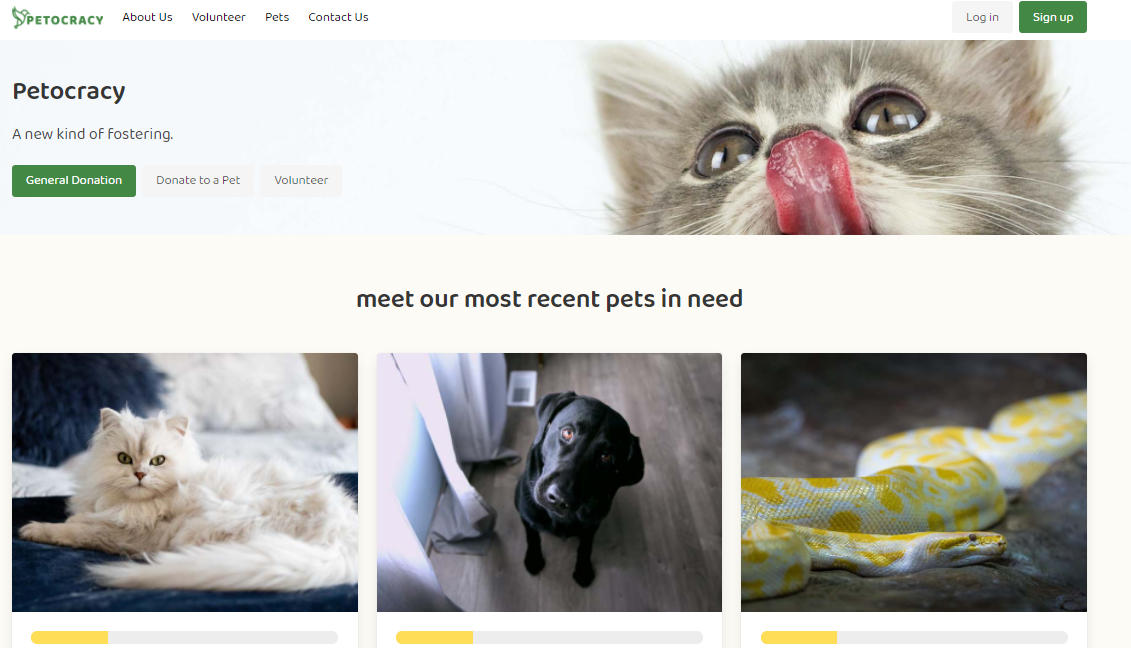 PETOCRACY
About Us
Volunteer
Pets
Contact Us
Log in
Sign up
Petocracy
A new kind of fostering.
General Donation
Donate to a Pet
Volunteer
meet our most recent pets in need